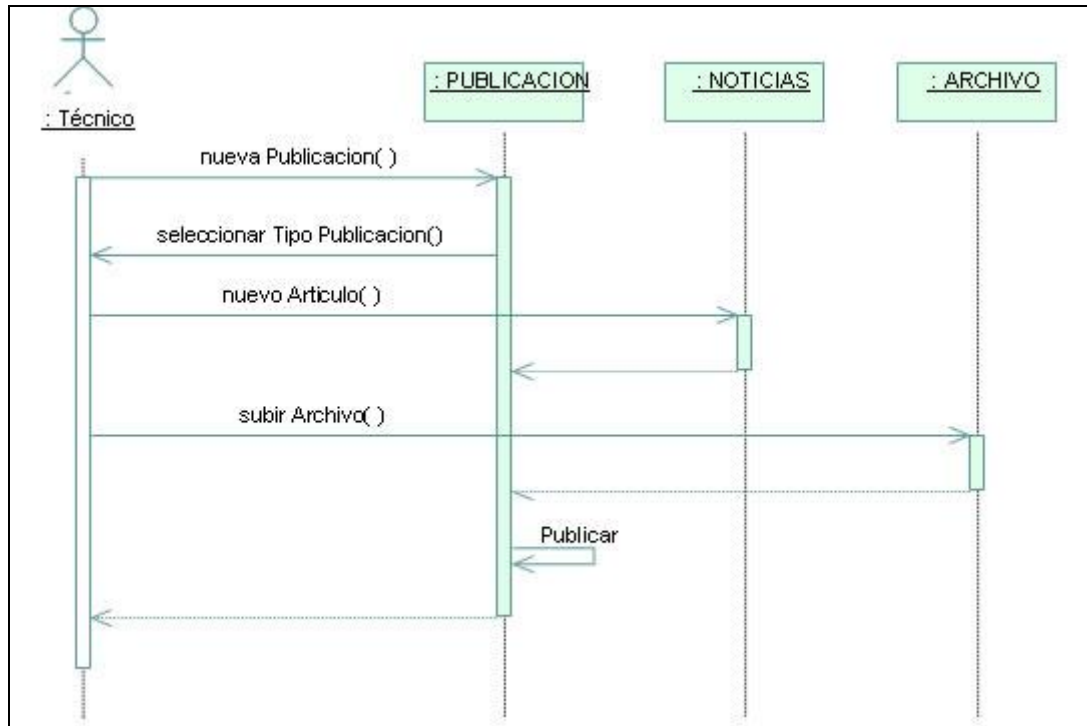 : Técnico
: PUBLICACION
: NOTICIAS
: ARCHIVO
nueva Publicacion( )
seleccionar Tipo Publicacion()
nuevo Articulo( )
subir Archivo( )
Publicar